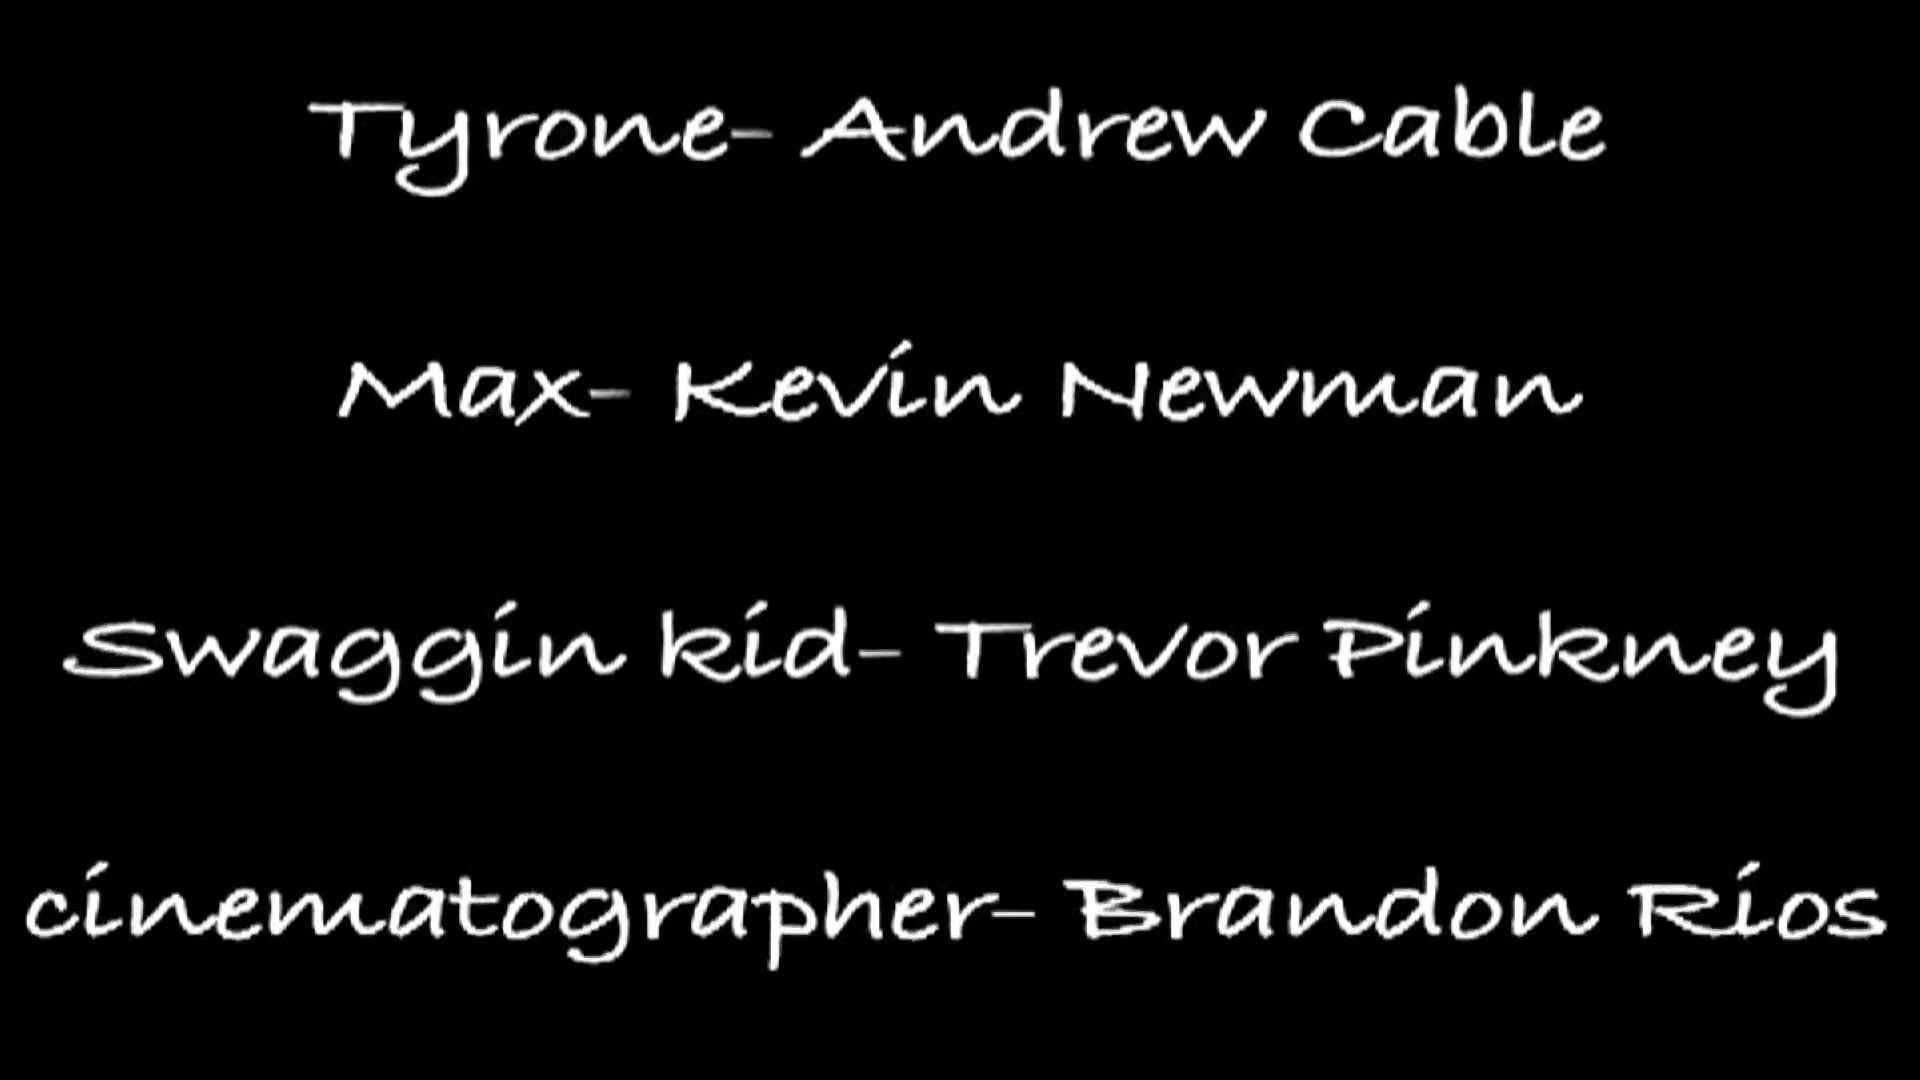 Tyrone- Andrew Cable
Max- Kevin Newman
Swaggin kid- Trevor Pinkney
cinematographer- Brandon Rios